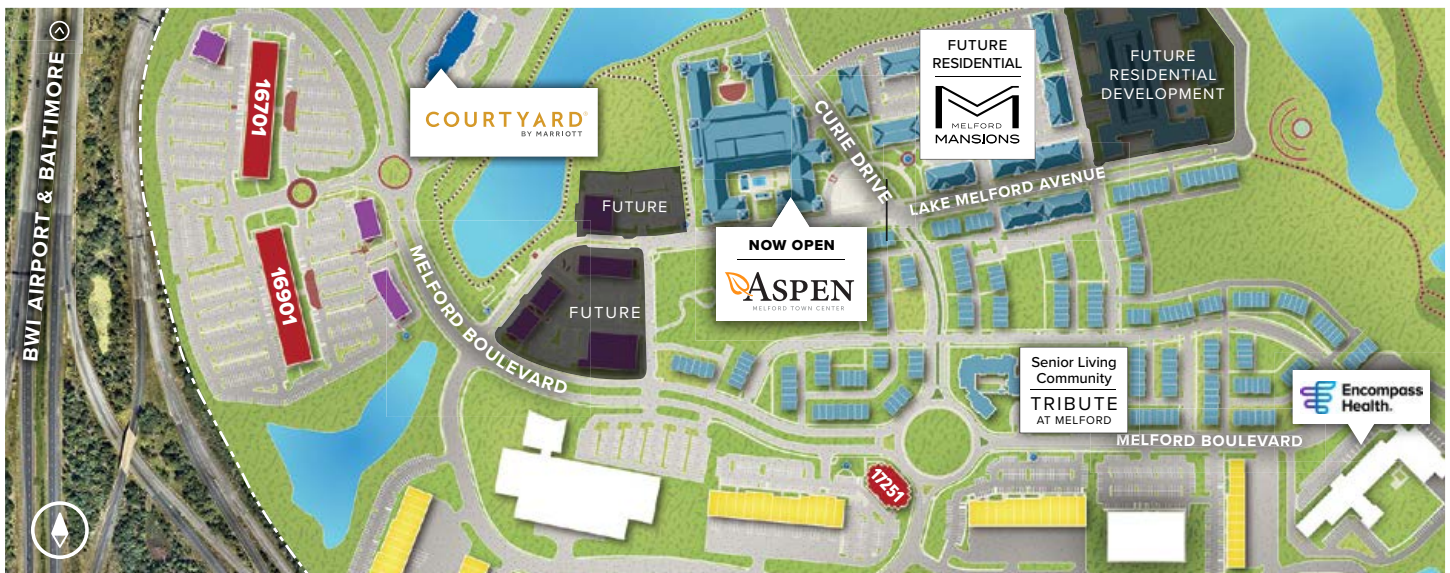 BWI AIRPORT & BALTIMORE
16701
16901
COURTYARD®
BY MARRIOTT
MELFORD BOULEVARD
FUTURE
FUTURE
CURIE DRIVE
NOW OPEN
ASPEN
MELFORD TOWN CENTER
FUTURE
RESIDENTIAL
M
MELFORD
MANSIONS
FUTURE
RESIDENTIAL
DEVELOPMENT
LAKE MELFORD AVENUE
Senior Living
Community
TRIBUTE
AT MELFORD
Encompass
Health.
MELFORD BOULEVARD
17251